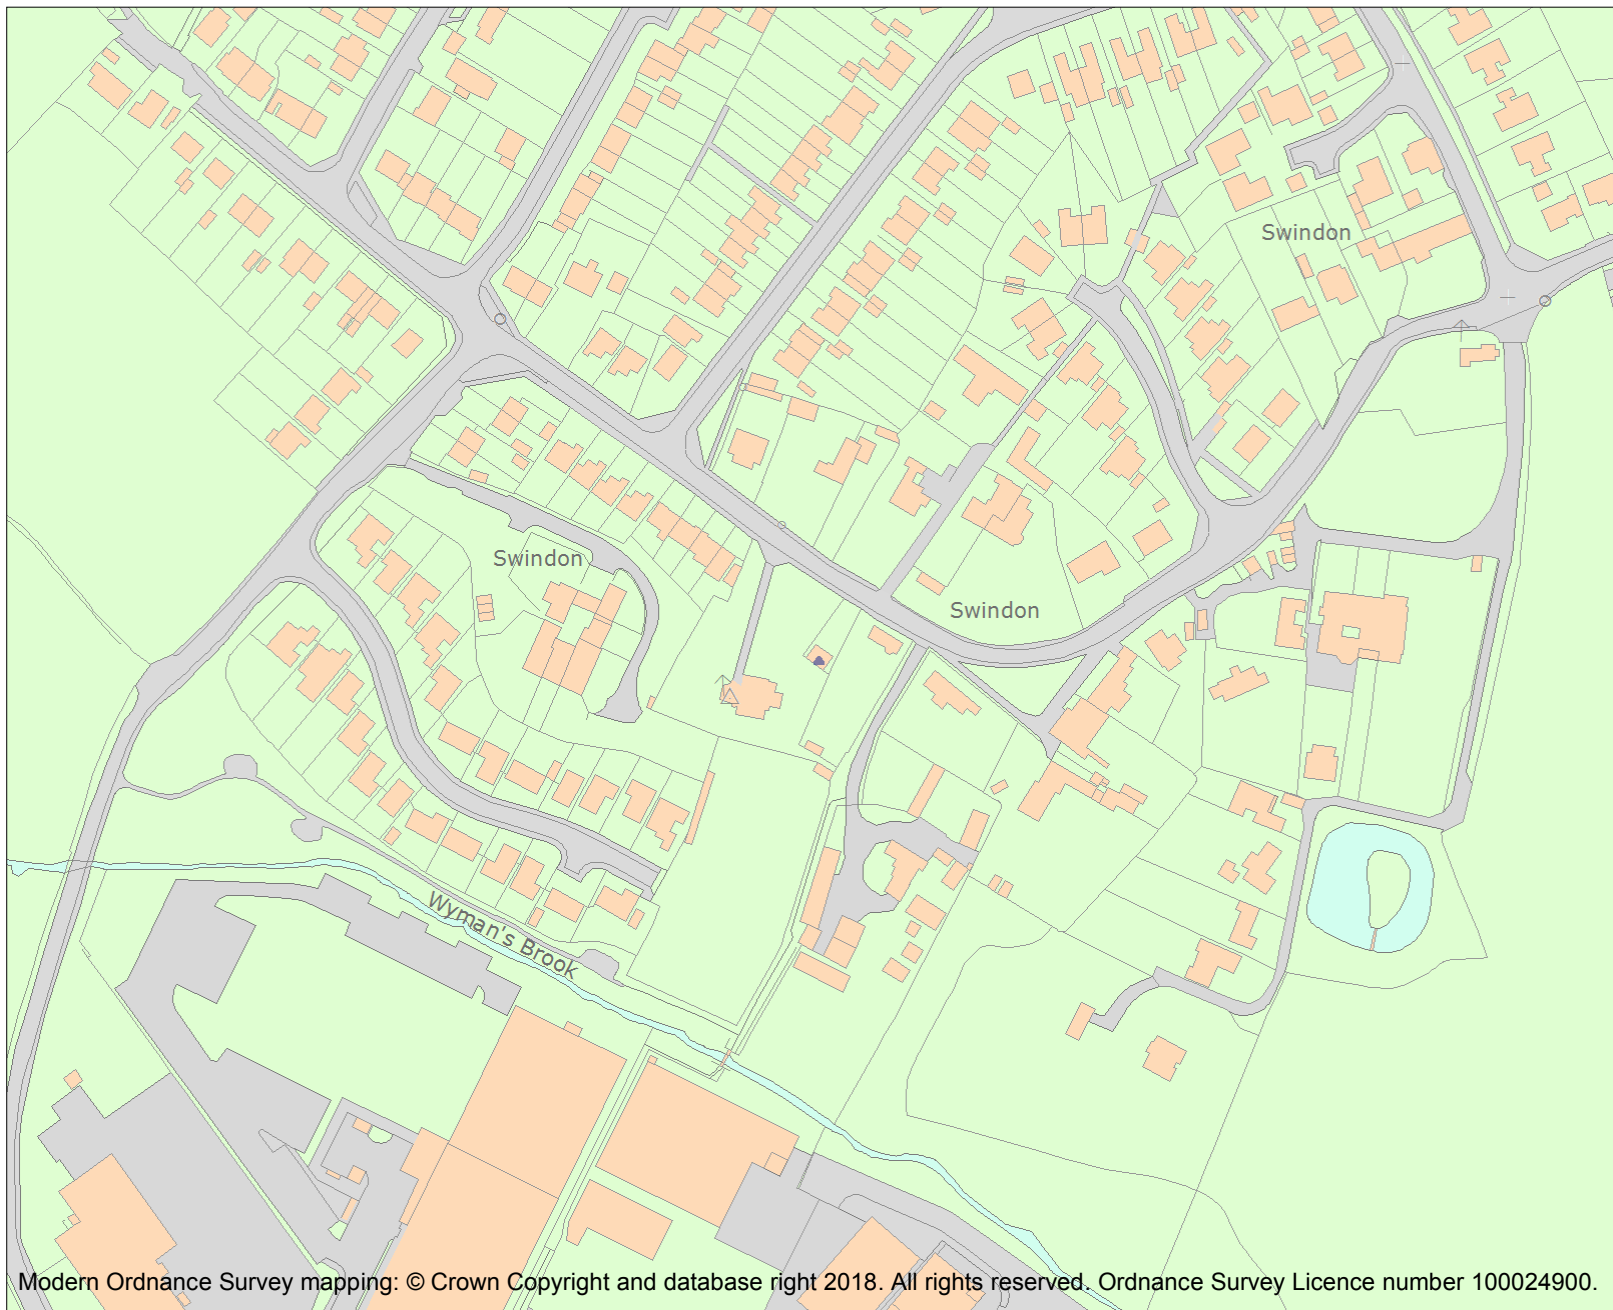 Swindon
Swindon
Swindon
Wyman's Brook
Modern Ordnance Survey mapping: © Crown Copyright and database right 2018. All rights reserved. Ordnance Survey Licence number 100024900.